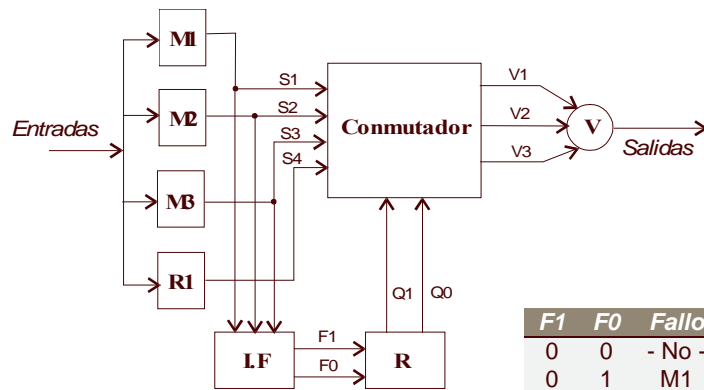 M1
S1
V1
M2
S2
V2
Entradas
Conmutador
V
S3
Salidas
S4
V3
M3
R1
Q1 Q0
I.F
F1
F0
R
F1 F0 Fallo
0 0 - No -
0 1 M1